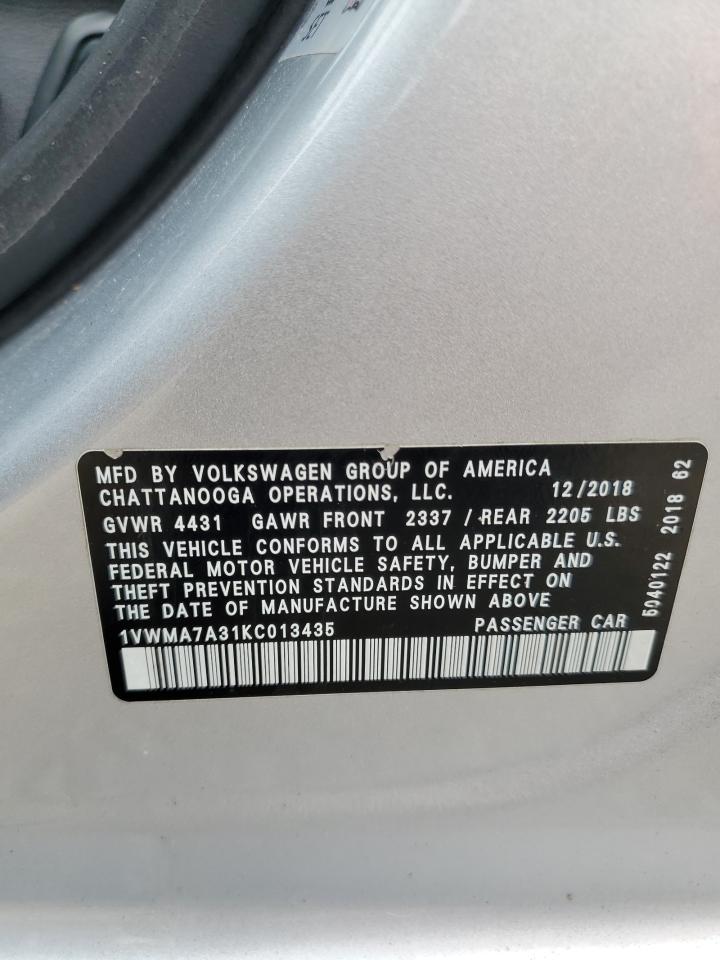 MFD BY VOLKSWAGEN GROUP OF AMERICA
CHATTANOOGA OPERATIONS, LLC. 12/2018
GVWR 4431 GAWR FRONT 2337 / REAR 2205 LBS
THIS VEHICLE CONFORMS TO ALL APPLICABLE U.S.
FEDERAL MOTOR VEHICLE SAFETY, BUMPER AND
THEFT PREVENTION STANDARDS IN EFFECT ON
THE DATE OF MANUFACTURE SHOWN ABOVE
1VWMA7A31KC013435 PASSENGER CAR
5040122 2018 62